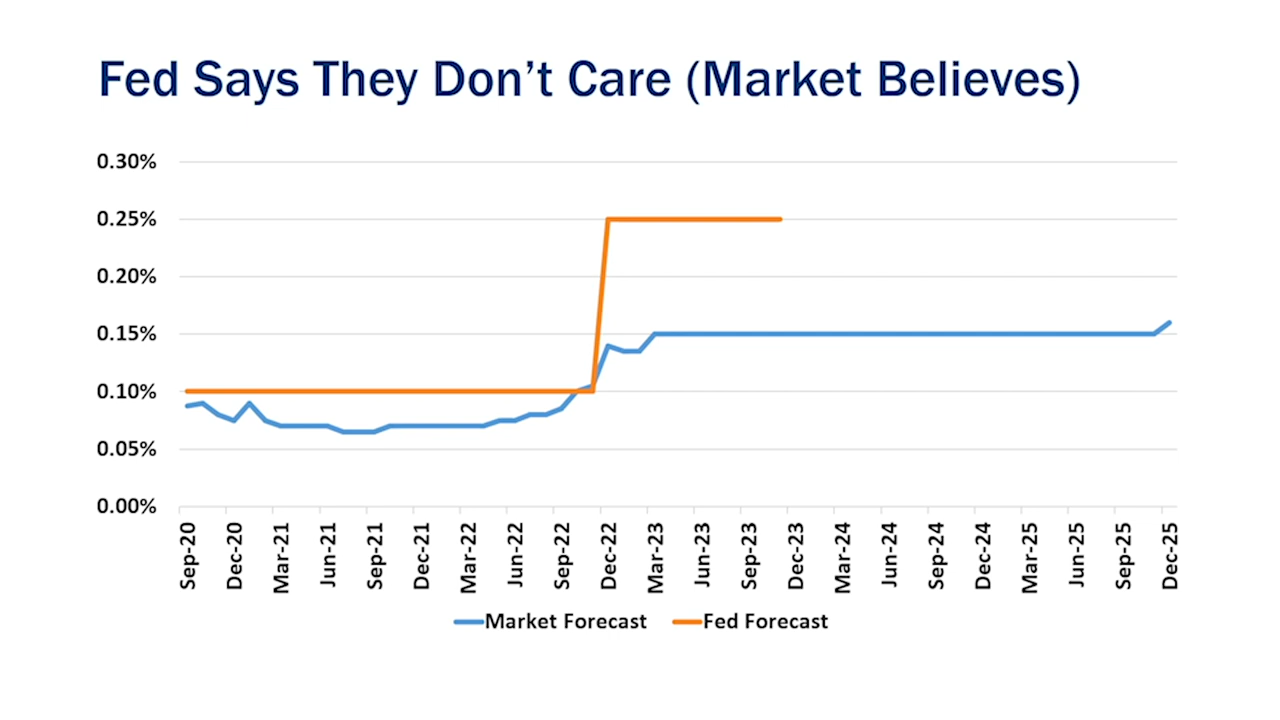 Fed Says They Don’t Care (Market Believes)
0.30%
0.25%
0.20%
0.15%
0.10%
0.05%
0.00%
Sep-20
Dec-20
Mar-21
Jun-21
Sep-21
Dec-21
Mar-22
Jun-22
Sep-22
Dec-22
Mar-23
Jun-23
Sep-23
Dec-23
Mar-24
Jun-24
Sep-24
Dec-24
Mar-25
Jun-25
Sep-25
Dec-25
Market Forecast
Fed Forecast